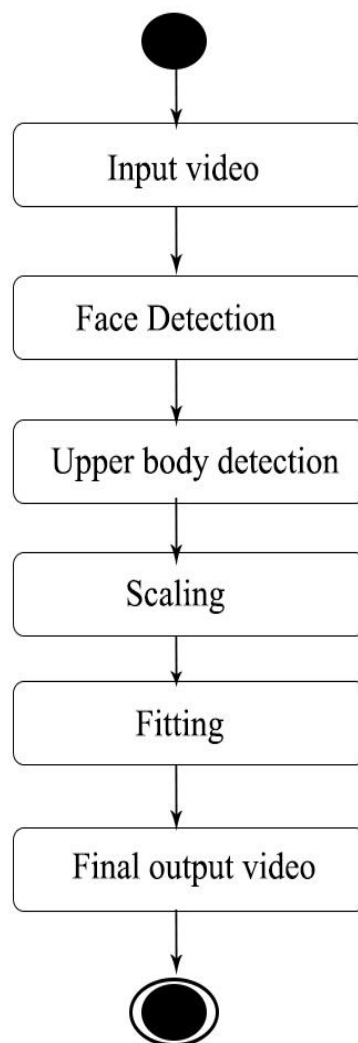 Input video
Face Detection
Upper body detection
Scaling
Fitting
Final output video